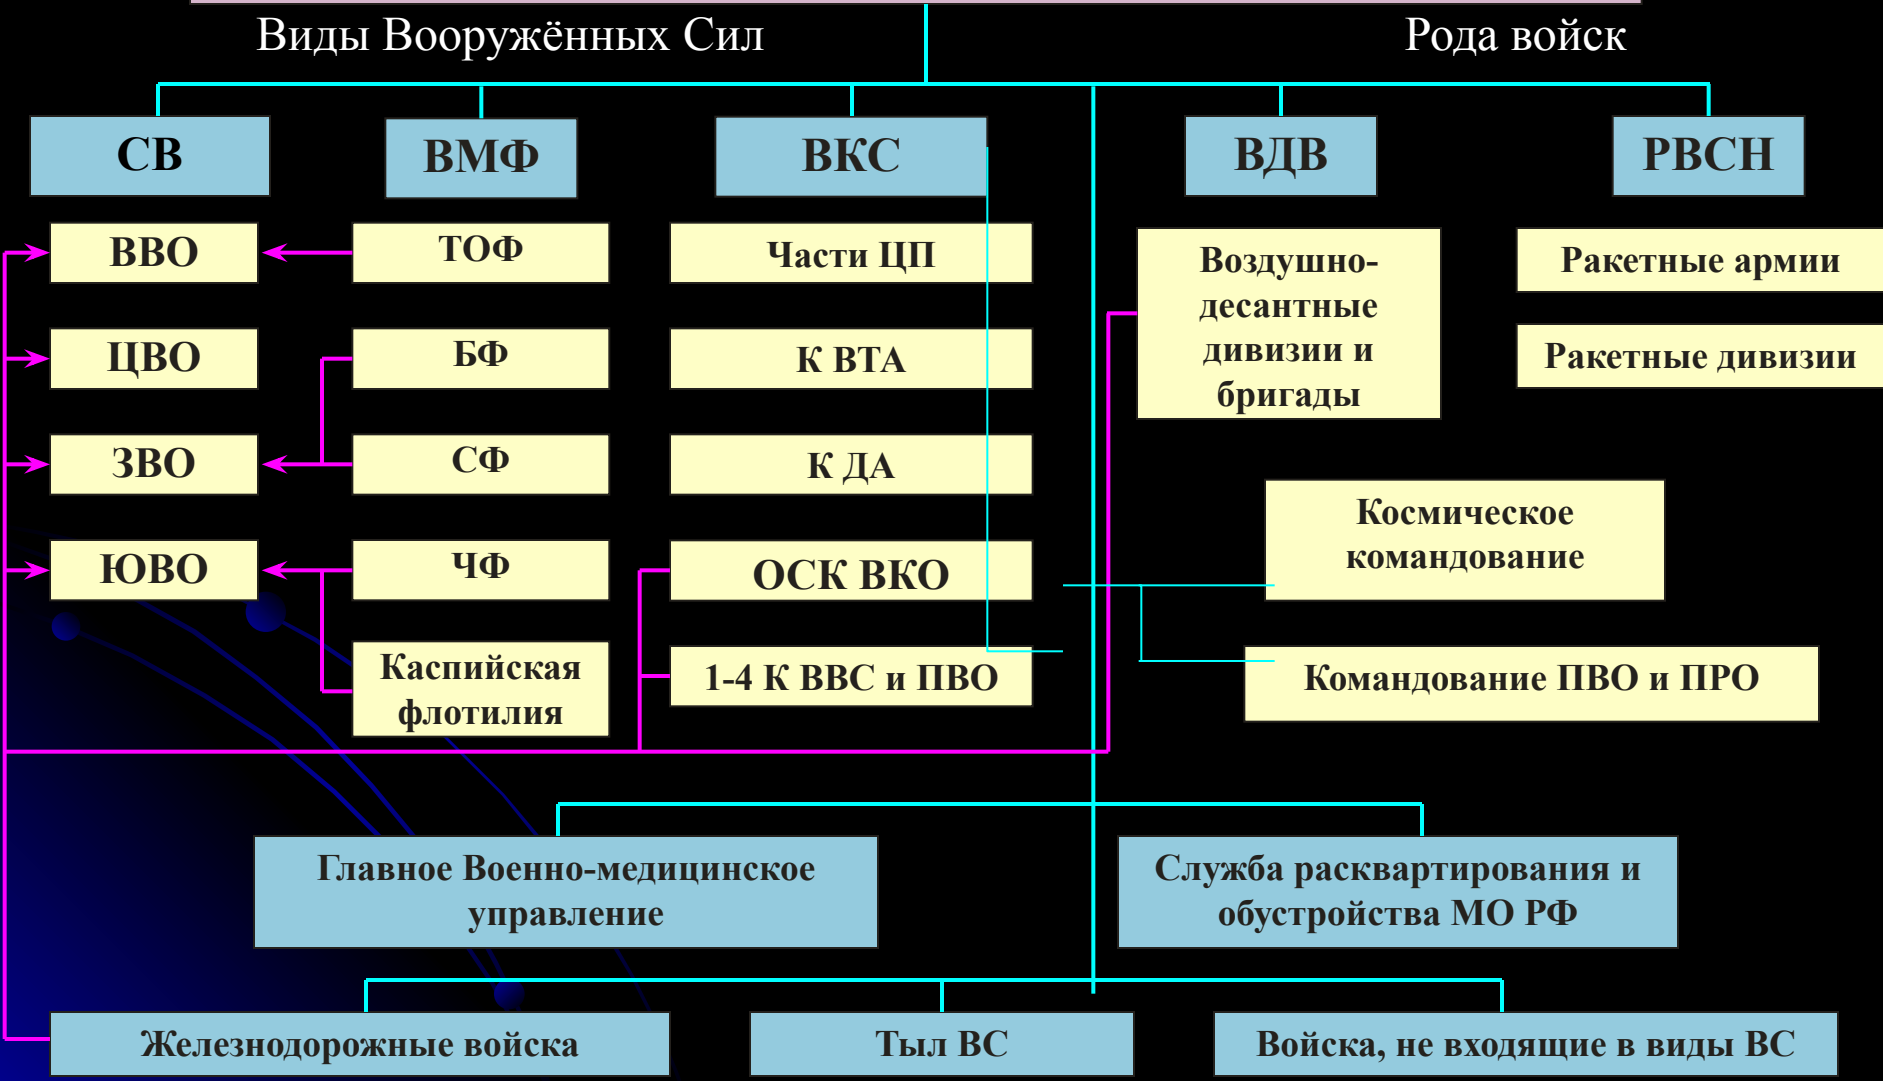 Виды Вооружённых Сил
Рода войск
СВ
ВМФ
ВКС
ВДВ
РВСН
ВВО
ТОФ
Части ЦП
Воздушно-
десантные
дивизии и
бригады
Ракетные армии
ЦВО
БФ
К ВТА
Ракетные дивизии
ЗВО
СФ
К ДА
Космическое
командование
ЮВО
ЧФ
ОСК ВКО
Каспийская
флотилия
1-4 К ВВС и ПВО
Командование ПВО и ПРО
Главное Военно-медицинское
управление
Служба расквартирования и
обустройства МО РФ
Железнодорожные войска
Тыл ВС
Войска, не входящие в виды ВС